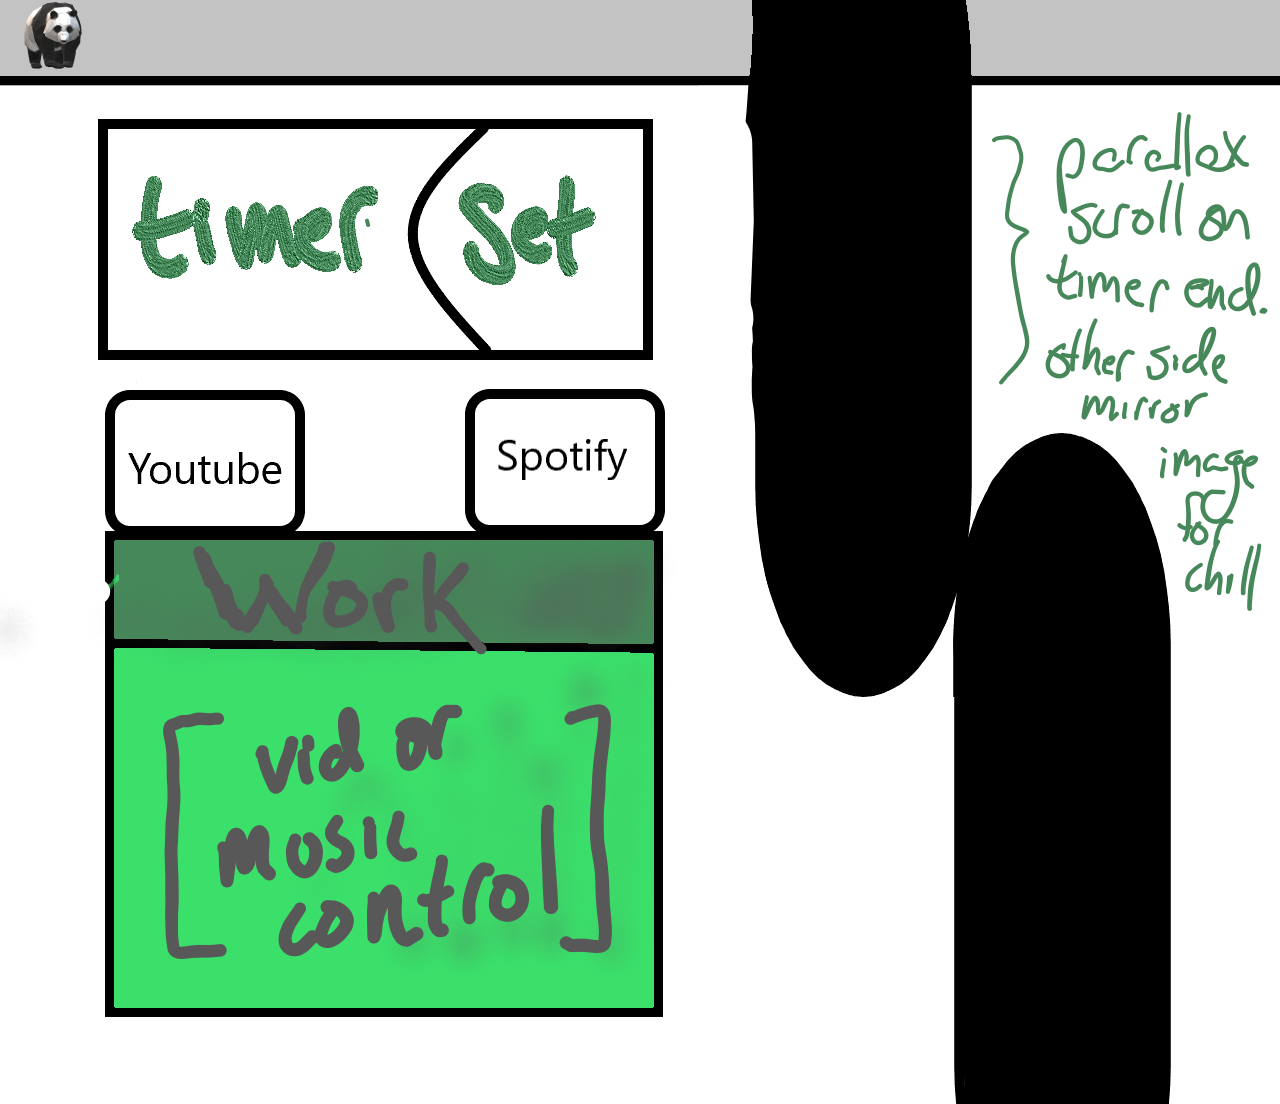 timer Set
Youtube
Spotify
Work
vid or
music
control
parallax
scroll on
timer end.
other side
mirror
image
for
chill